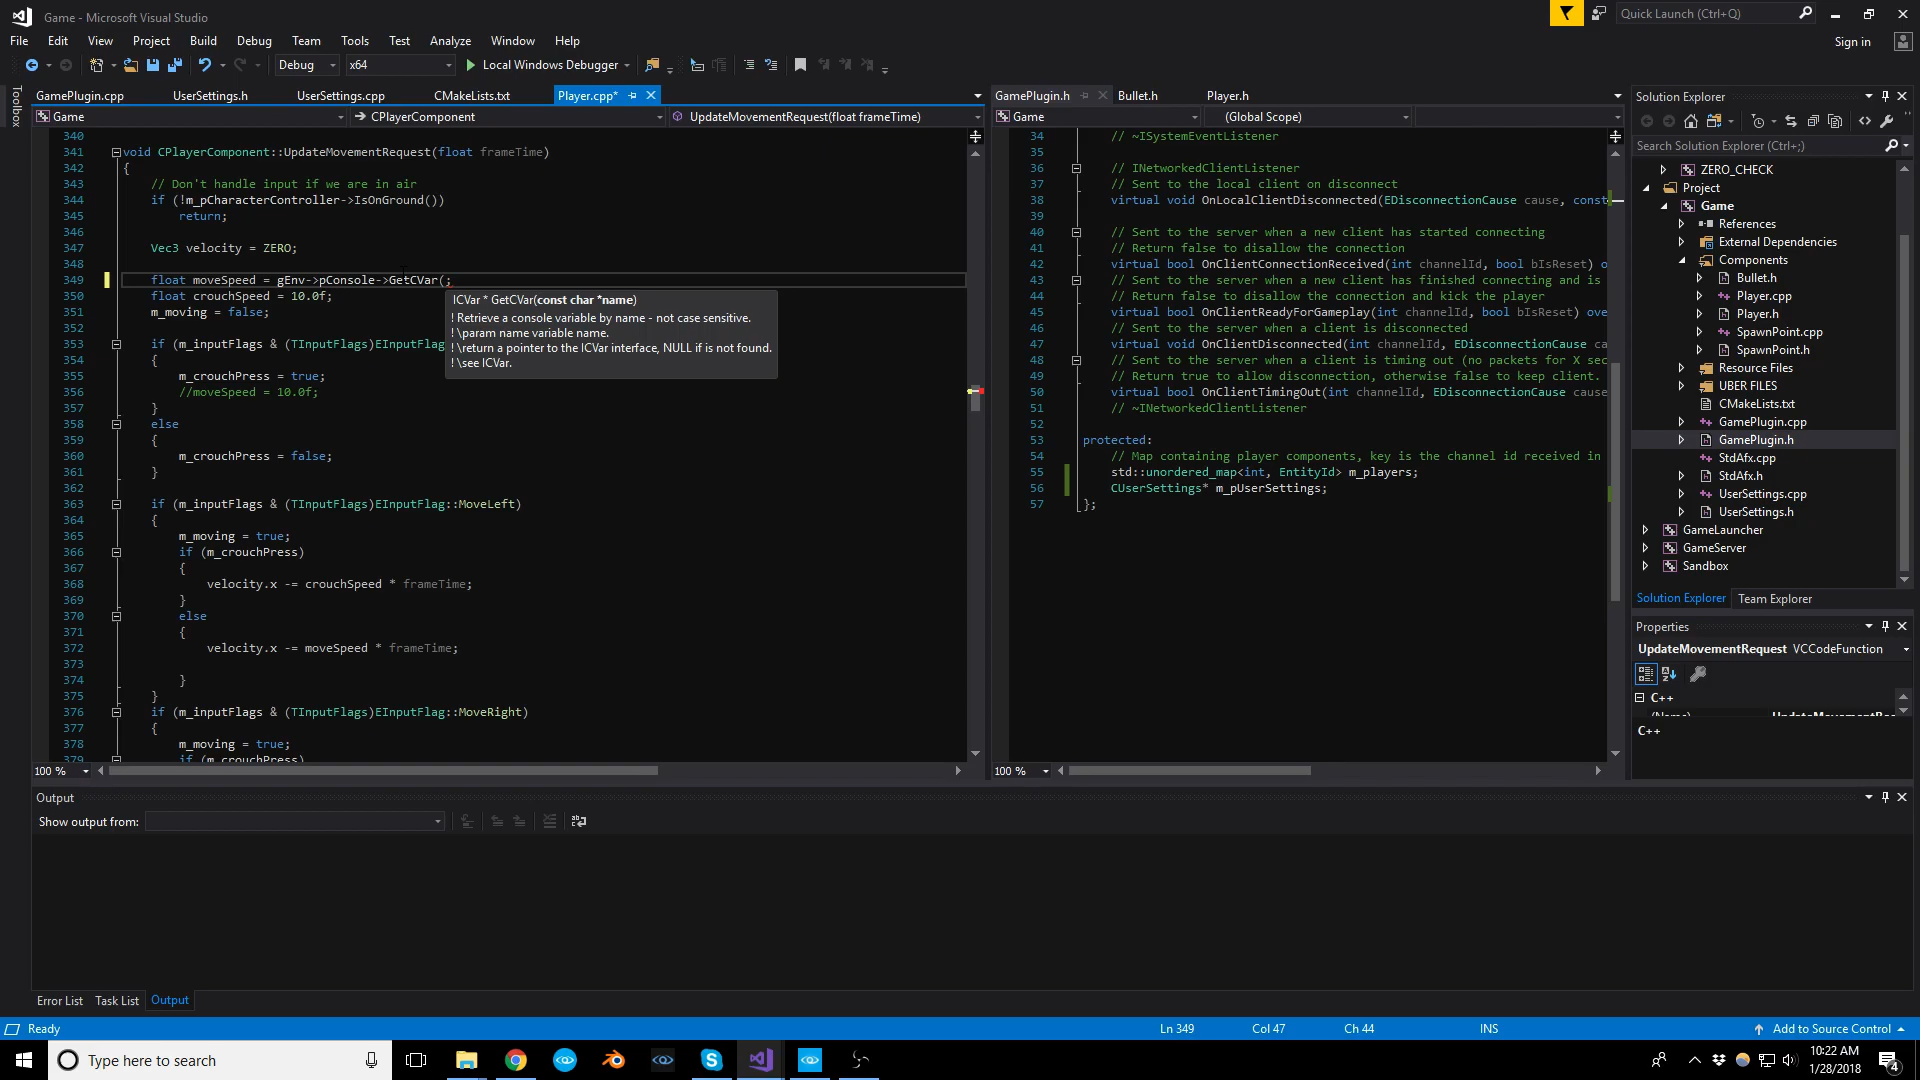 Game - Microsoft Visual Studio
Quick Launch (Ctrl+Q)
File Edit View Project Build Debug Team Tools Test Analyze Window Help
Sign in
Debug x64 Local Windows Debugger
Toolbox
GamePlugin.cpp UserSettings.h UserSettings.cpp CMakeLists.txt Player.cpp*
Game CPlayerComponent UpdateMovementRequest(float frameTime)
340
341 void CPlayerComponent::UpdateMovementRequest(float frameTime)
342 {
343 // Don't handle input if we are in air
344 if (!m_pCharacterController->IsOnGround())
345 return;
346
347 Vec3 velocity = ZERO;
348
349 float moveSpeed = gEnv->pConsole->GetCVar(;
350 float crouchSpeed = 10.0f;
351 m_moving = false;
352
353 if (m_inputFlags & (TInputFlags)EInputFlag
354 {
355 m_crouchPress = true;
356 //moveSpeed = 10.0f;
357 }
358 else
359 {
360 m_crouchPress = false;
361 }
362
363 if (m_inputFlags & (TInputFlags)EInputFlag::MoveLeft)
364 {
365 m_moving = true;
366 if (m_crouchPress)
367 {
368 velocity.x -= crouchSpeed * frameTime;
369 }
370 else
371 {
372 velocity.x -= moveSpeed * frameTime;
373
374 }
375 }
376 if (m_inputFlags & (TInputFlags)EInputFlag::MoveRight)
377 {
378 m_moving = true;
379 if (m_crouchPress)
ICVar * GetCVar(const char *name)
! Retrieve a console variable by name - not case sensitive.
! \param name variable name.
! \return a pointer to the ICVar interface, NULL if is not found.
! \see ICVar.
100 %
GamePlugin.h Bullet.h Player.h
Game (Global Scope)
34 // ~ISystemEventListener
35
36 // INetworkedClientListener
37 // Sent to the local client on disconnect
38 virtual void OnLocalClientDisconnected(EDisconnectionCause cause, const
39
40 // Sent to the server when a new client has started connecting
41 // Return false to disallow the connection
42 virtual bool OnClientConnectionReceived(int channelId, bool bIsReset) o
43 // Sent to the server when a new client has finished connecting and is
44 // Return false to disallow the connection and kick the player
45 virtual bool OnClientReadyForGameplay(int channelId, bool bIsReset) ove
46 // Sent to the server when a client is disconnected
47 virtual void OnClientDisconnected(int channelId, EDisconnectionCause ca
48 // Sent to the server when a client is timing out (no packets for X sec
49 // Return true to allow disconnection, otherwise false to keep client.
50 virtual bool OnClientTimingOut(int channelId, EDisconnectionCause cause
51 // ~INetworkedClientListener
52
53 protected:
54 // Map containing player components, key is the channel id received in
55 std::unordered_map<int, EntityId> m_players;
56 CUserSettings* m_pUserSettings;
57 };
100 %
Solution Explorer
Search Solution Explorer (Ctrl+;)
ZERO_CHECK
Project
Game
References
External Dependencies
Components
Bullet.h
Player.cpp
Player.h
SpawnPoint.cpp
SpawnPoint.h
Resource Files
UBER FILES
CMakeLists.txt
GamePlugin.cpp
GamePlugin.h
StdAfx.cpp
StdAfx.h
UserSettings.cpp
UserSettings.h
GameLauncher
GameServer
Sandbox
Solution Explorer Team Explorer
Properties
UpdateMovementRequest VCCodeFunction
C++
C++
Output
Show output from:
Error List Task List Output
Ready Ln 349 Col 47 Ch 44 INS Add to Source Control
Type here to search
10:22 AM
1/28/2018
4